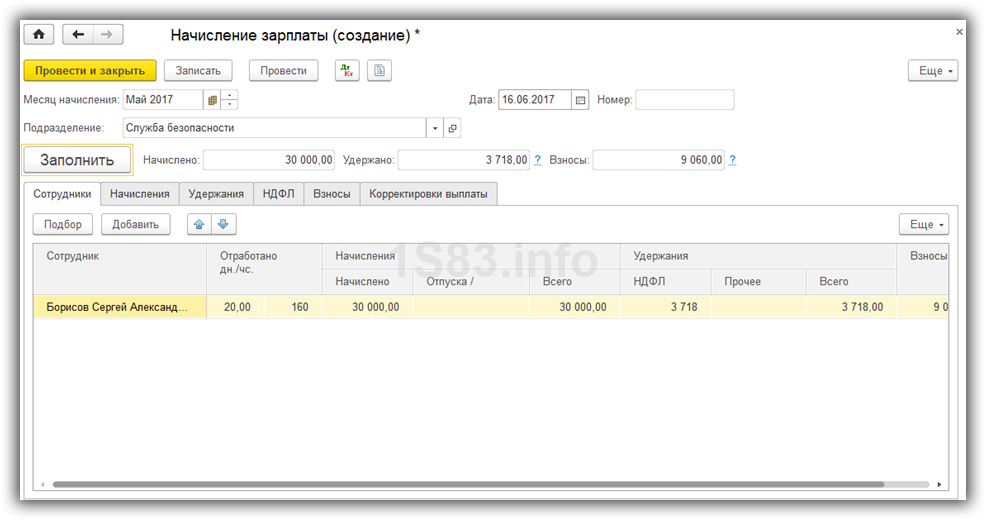 Начисление зарплаты (создание) *
Провести и закрыть Записать Провести Дт Кт Еще
Месяц начисления: Май 2017 Дата: 16.06.2017 Номер:
Подразделение: Служба безопасности
Заполнить Начислено: 30 000,00 Удержано: 3 718,00 ? Взносы: 9 060,00 ?
Сотрудники Начисления Удержания НДФЛ Взносы Корректировки выплаты
Подбор Добавить Еще
1S83.info
Сотрудник Отработано дн./чс. Начисления Удержания Взносы
Начислено Отпуска / Всего НДФЛ Прочее Всего
Борисов Сергей Александ... 20,00 160 30 000,00 30 000,00 3 718 3 718,00 9 0